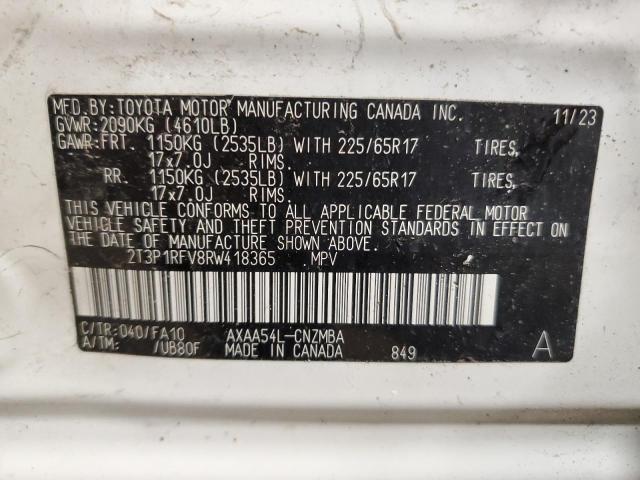 MFD.BY:TOYOTA MOTOR MANUFACTURING CANADA INC. 11/23
GVWR:2090KG (4610LB)
GAWR:FRT. 1150KG (2535LB) WITH 225/65R17 TIRES,
17x7.0J RIMS.
RR. 1150KG (2535LB) WITH 225/65R17 TIRES,
17x7.0J RIMS.
THIS VEHICLE CONFORMS TO ALL APPLICABLE FEDERAL MOTOR
VEHICLE SAFETY AND THEFT PREVENTION STANDARDS IN EFFECT ON
THE DATE OF MANUFACTURE SHOWN ABOVE.
2T3P1RFV8RW418365 MPV
C/TR:040/FA10 AXAA54L-CNZMBA
A/TM: /UB80F MADE IN CANADA 849 A